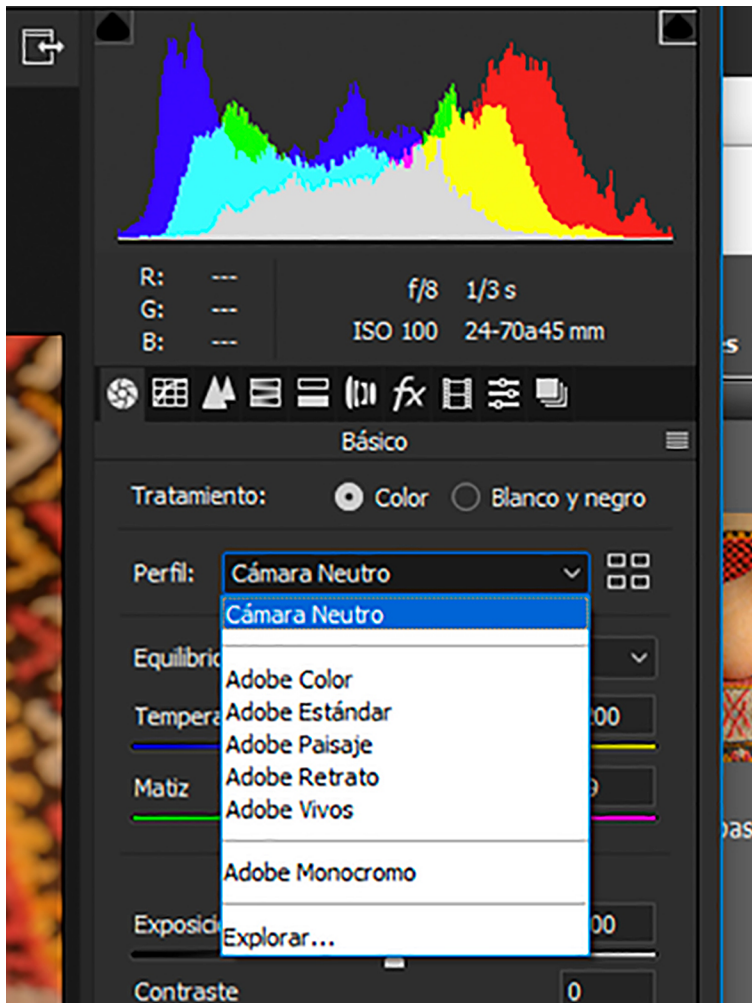 R: ---
G: ---
B: ---
f/8 1/3 s
ISO 100 24-70a45 mm
fx
Básico
Tratamiento: Color Blanco y negro
Perfil: Cámara Neutro
Cámara Neutro
Adobe Color
Adobe Estándar
Adobe Paisaje
Adobe Retrato
Adobe Vivos
Adobe Monocromo
Explorar...
Matiz
Contraste 0